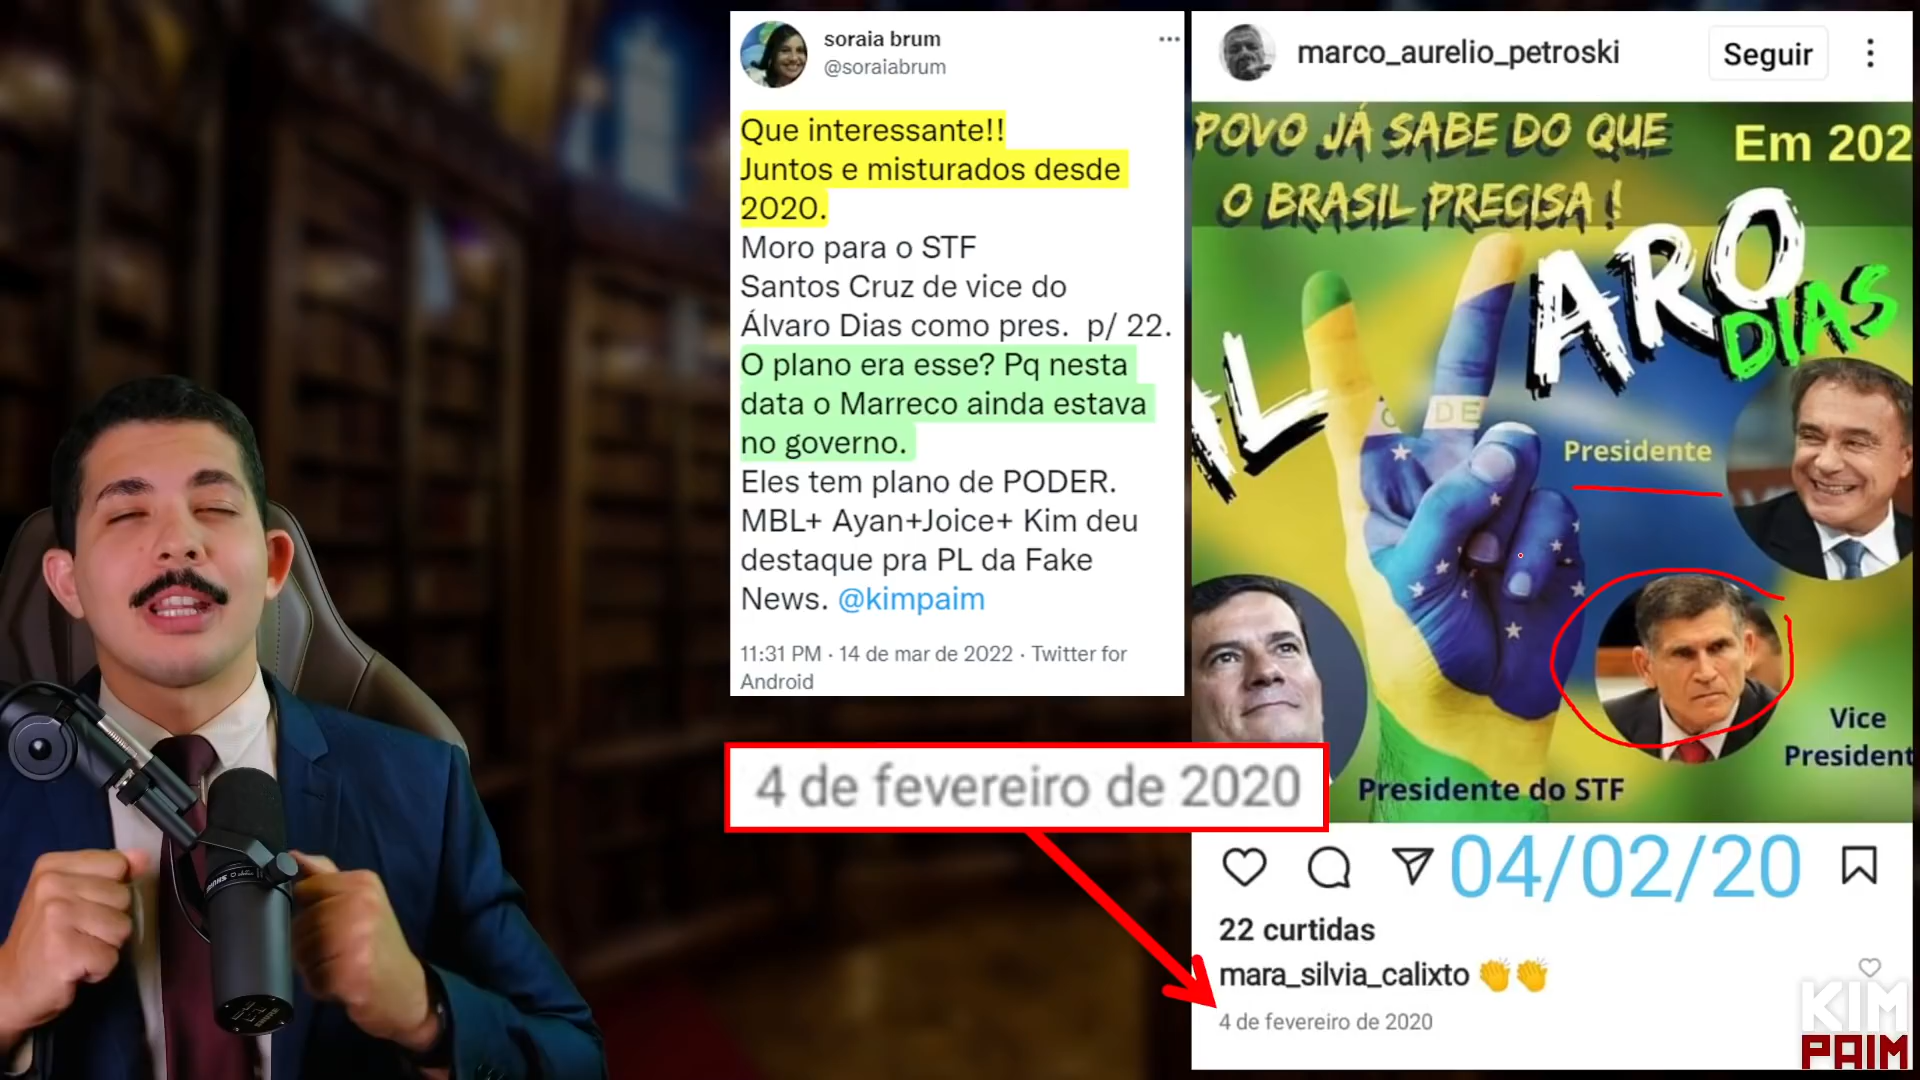 soraia brum
@soraiabrum
Que interessante!!
Juntos e misturados desde
2020.
Moro para o STF
Santos Cruz de vice do
Álvaro Dias como pres. p/ 22.
O plano era esse? Pq nesta
data o Marreco ainda estava
no governo.
Eles tem plano de PODER.
MBL+ Ayan+Joice+ Kim deu
destaque pra PL da Fake
News. @kimpaim
11:31 PM · 14 de mar de 2022 · Twitter for
Android
4 de fevereiro de 2020
marco_aurelio_petroski
Seguir
POVO JÁ SABE DO QUE
O BRASIL PRECISA !
Em 202
AL
ARO
DIAS
Presidente
Vice
President
Presidente do STF
04/02/20
22 curtidas
mara_silvia_calixto 👏👏
4 de fevereiro de 2020
KIM
PAIM